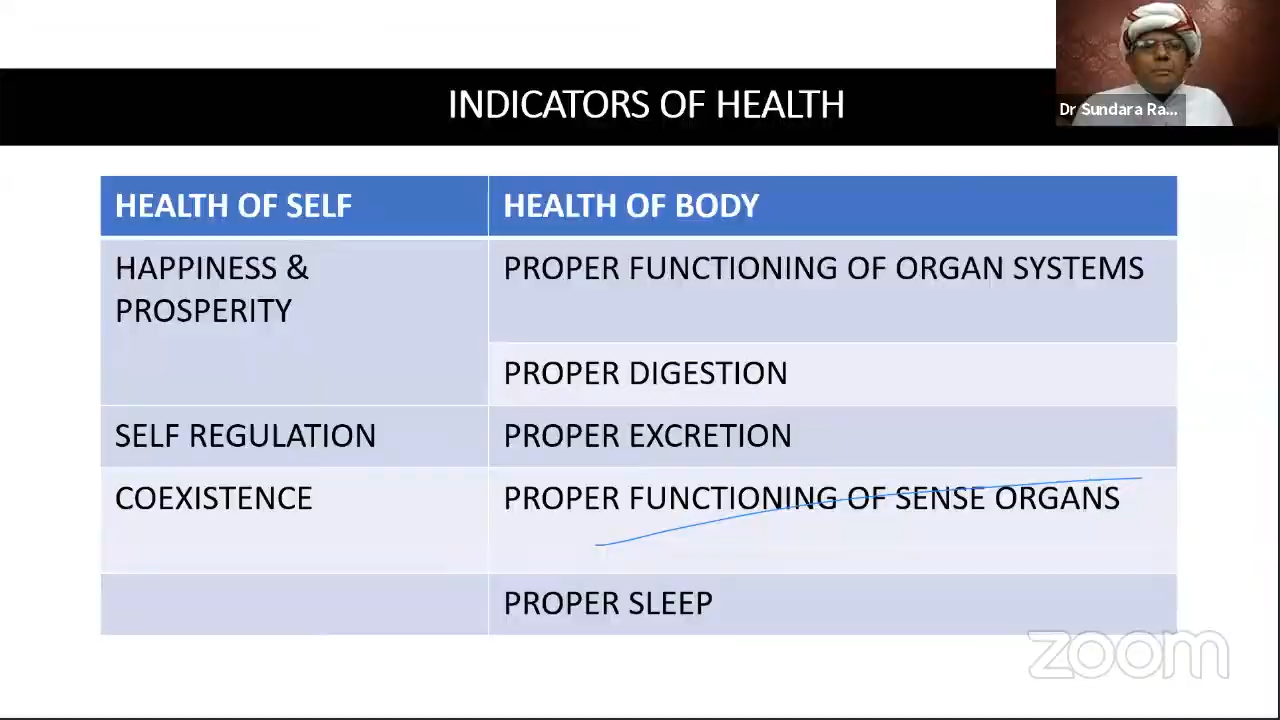 INDICATORS OF HEALTH
Dr Sundara Ra...
HEALTH OF SELF
HEALTH OF BODY
HAPPINESS &
PROSPERITY
PROPER FUNCTIONING OF ORGAN SYSTEMS
PROPER DIGESTION
SELF REGULATION
PROPER EXCRETION
COEXISTENCE
PROPER FUNCTIONING OF SENSE ORGANS
PROPER SLEEP
zoom